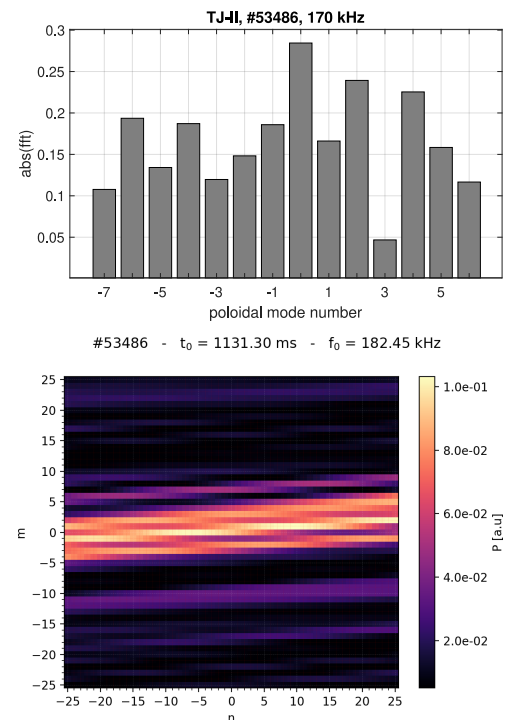 TJ-II, #53486, 170 kHz
0.3
0.25
0.2
0.15
0.1
0.05
abs(fft)
-7 -5 -3 -1 1 3 5
poloidal mode number
#53486 - t₀ = 1131.30 ms - f₀ = 182.45 kHz
25
20
15
10
5
0
−5
−10
−15
−20
−25
m
−25 −20 −15 −10 −5 0 5 10 15 20 25
n
1.0e-01
8.0e-02
6.0e-02
4.0e-02
2.0e-02
P [a.u]